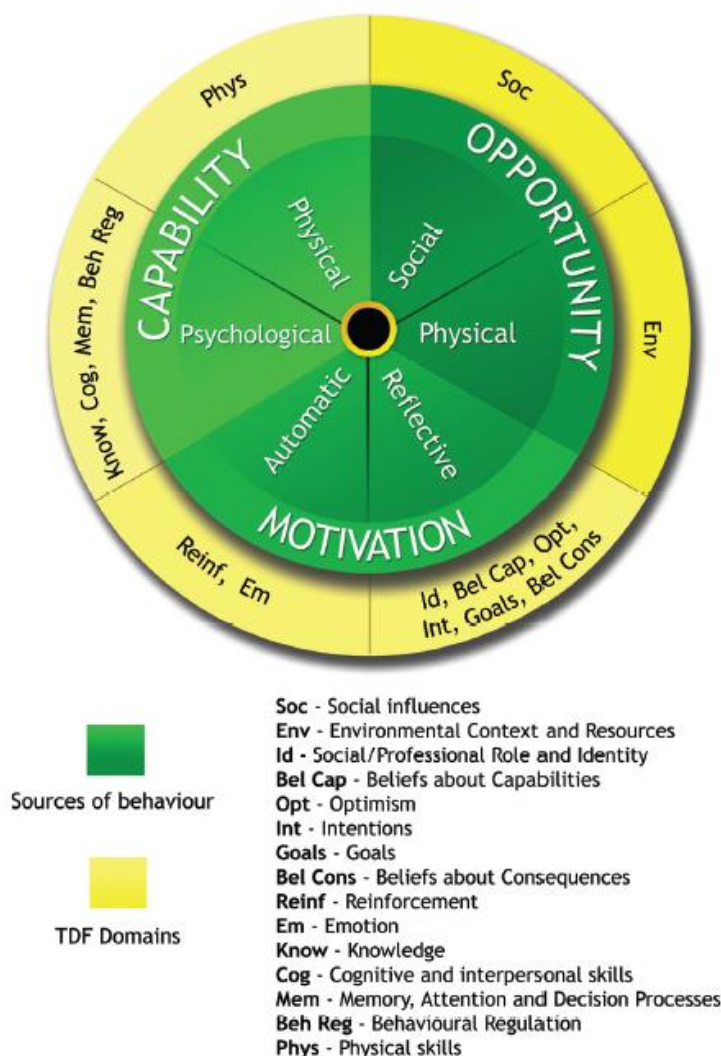 Phys
Soc
CAPABILITY
OPPORTUNITY
Physical
Social
Know, Cog, Mem, Beh Reg
Psychological
Physical
Env
Automatic
Reflective
MOTIVATION
Reinf, Em
Id, Bel Cap, Opt,
Int, Goals, Bel Cons
Sources of behaviour
TDF Domains
Soc - Social influences
Env - Environmental Context and Resources
Id - Social/Professional Role and Identity
Bel Cap - Beliefs about Capabilities
Opt - Optimism
Int - Intentions
Goals - Goals
Bel Cons - Beliefs about Consequences
Reinf - Reinforcement
Em - Emotion
Know - Knowledge
Cog - Cognitive and interpersonal skills
Mem - Memory, Attention and Decision Processes
Beh Reg - Behavioural Regulation
Phys - Physical skills